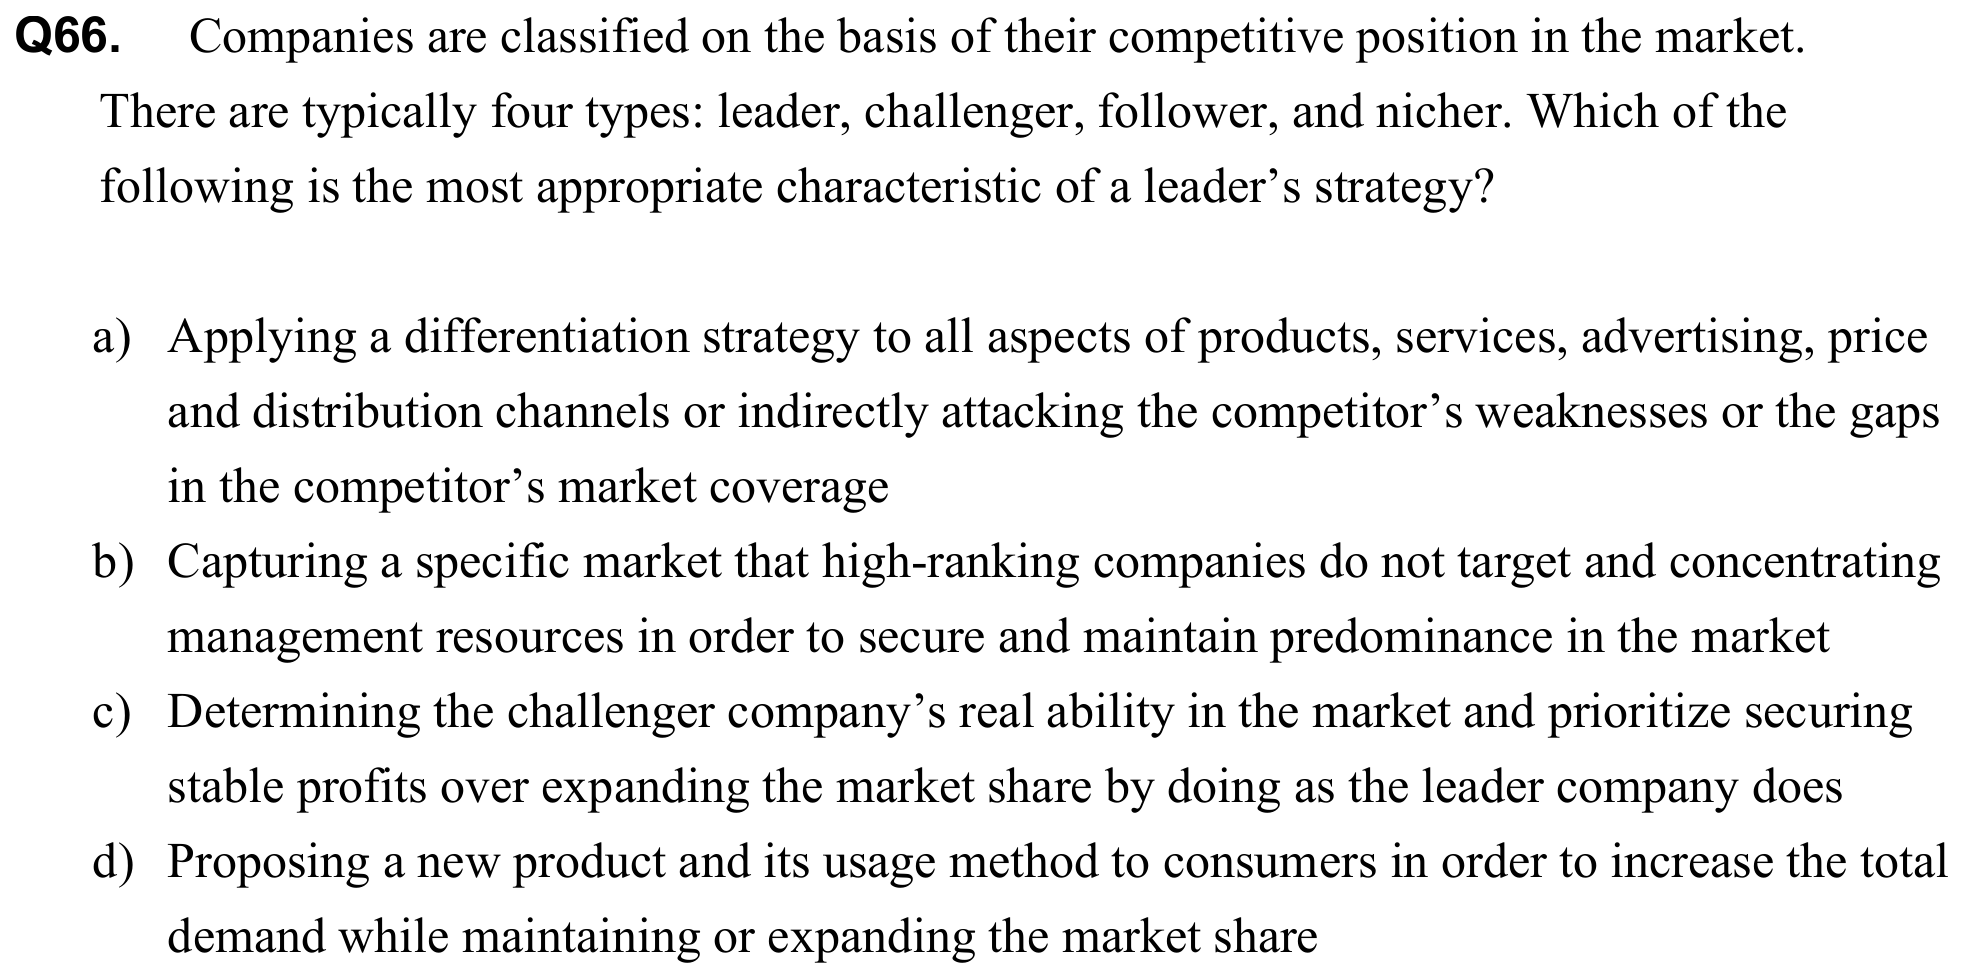 Q66. Companies are classified on the basis of their competitive position in the market.
There are typically four types: leader, challenger, follower, and nicher. Which of the
following is the most appropriate characteristic of a leader’s strategy?
a) Applying a differentiation strategy to all aspects of products, services, advertising, price
and distribution channels or indirectly attacking the competitor’s weaknesses or the gaps
in the competitor’s market coverage
b) Capturing a specific market that high-ranking companies do not target and concentrating
management resources in order to secure and maintain predominance in the market
c) Determining the challenger company’s real ability in the market and prioritize securing
stable profits over expanding the market share by doing as the leader company does
d) Proposing a new product and its usage method to consumers in order to increase the total
demand while maintaining or expanding the market share